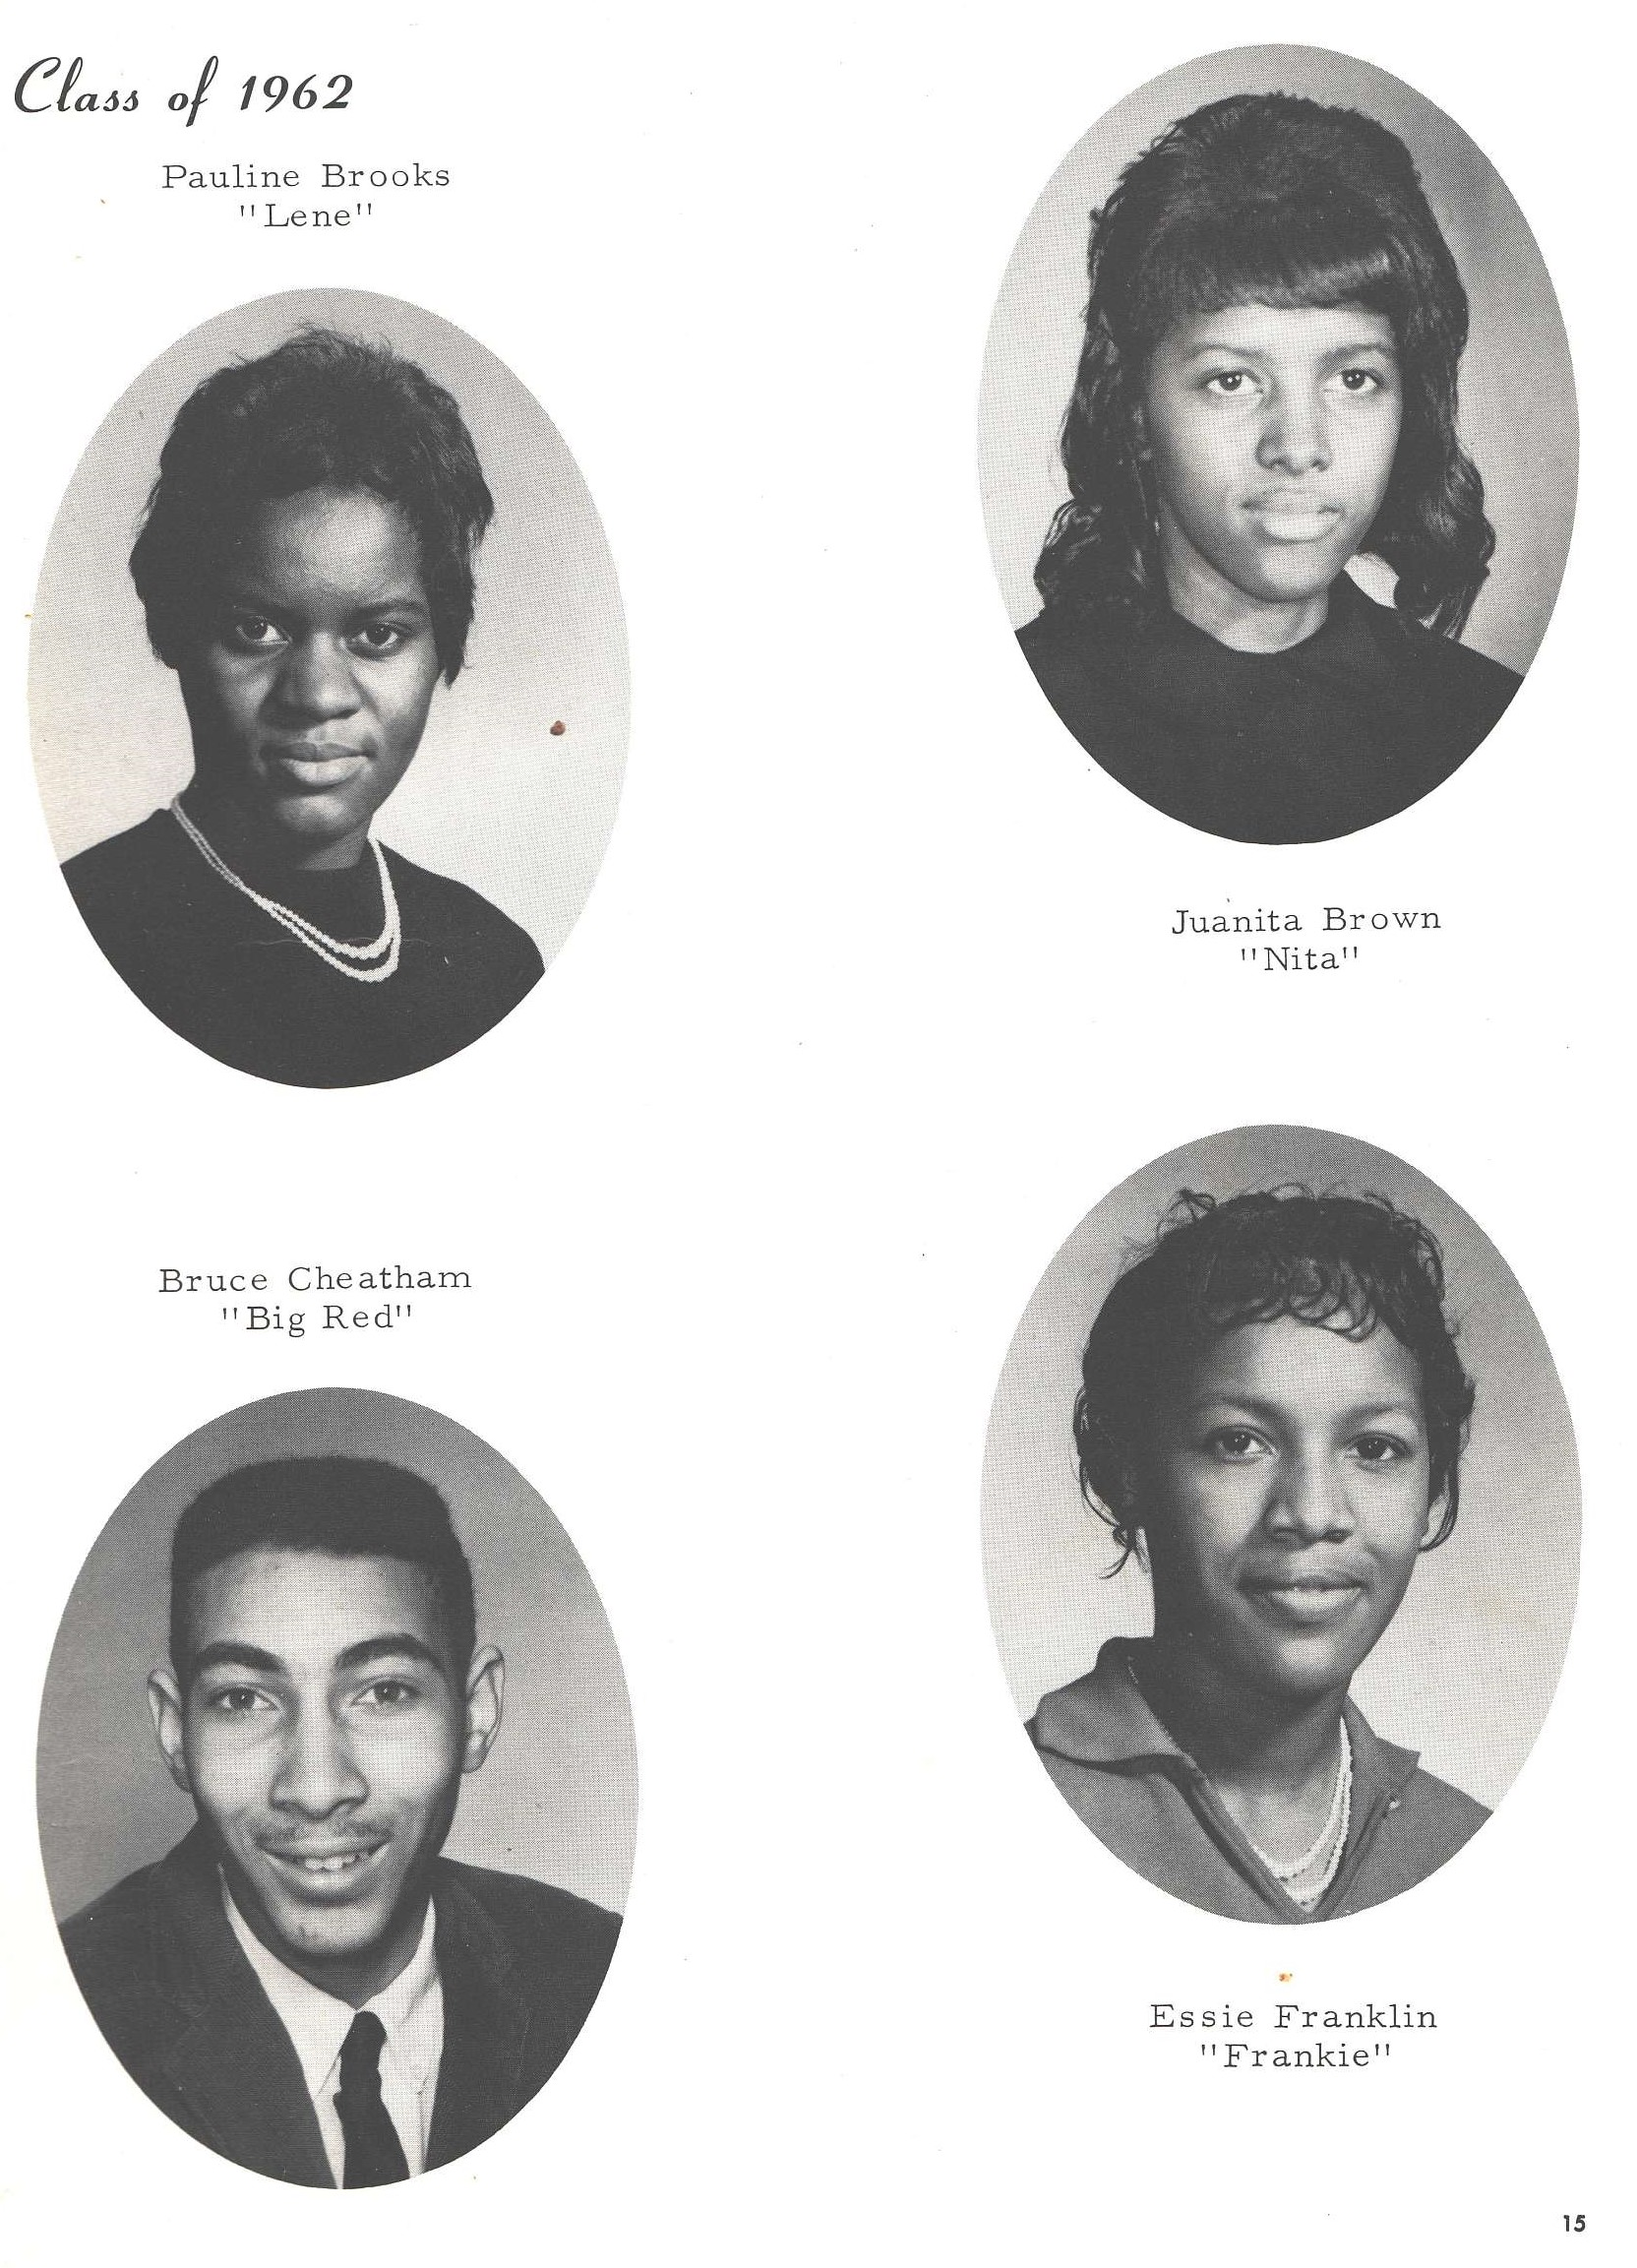 Class of 1962
Pauline Brooks
"Lene"
Juanita Brown
"Nita"
Bruce Cheatham
"Big Red"
Essie Franklin
"Frankie"
15